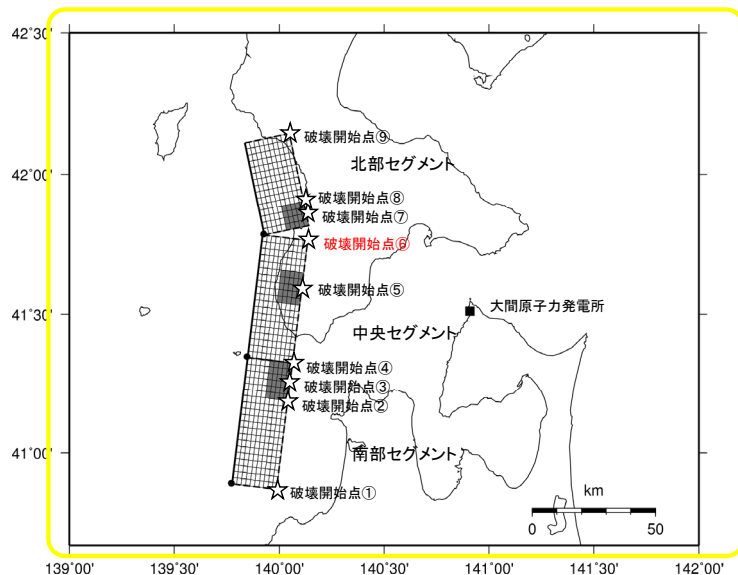 42°30'
破壊開始点⑨
北部セグメント
42°00'
破壊開始点⑧
破壊開始点⑦
破壊開始点⑥
破壊開始点⑤
大間原子力発電所
41°30'
中央セグメント
破壊開始点④
破壊開始点③
破壊開始点②
41°00'
南部セグメント
破壊開始点①
km
0 50
139°00' 139°30' 140°00' 140°30' 141°00' 141°30' 142°00'